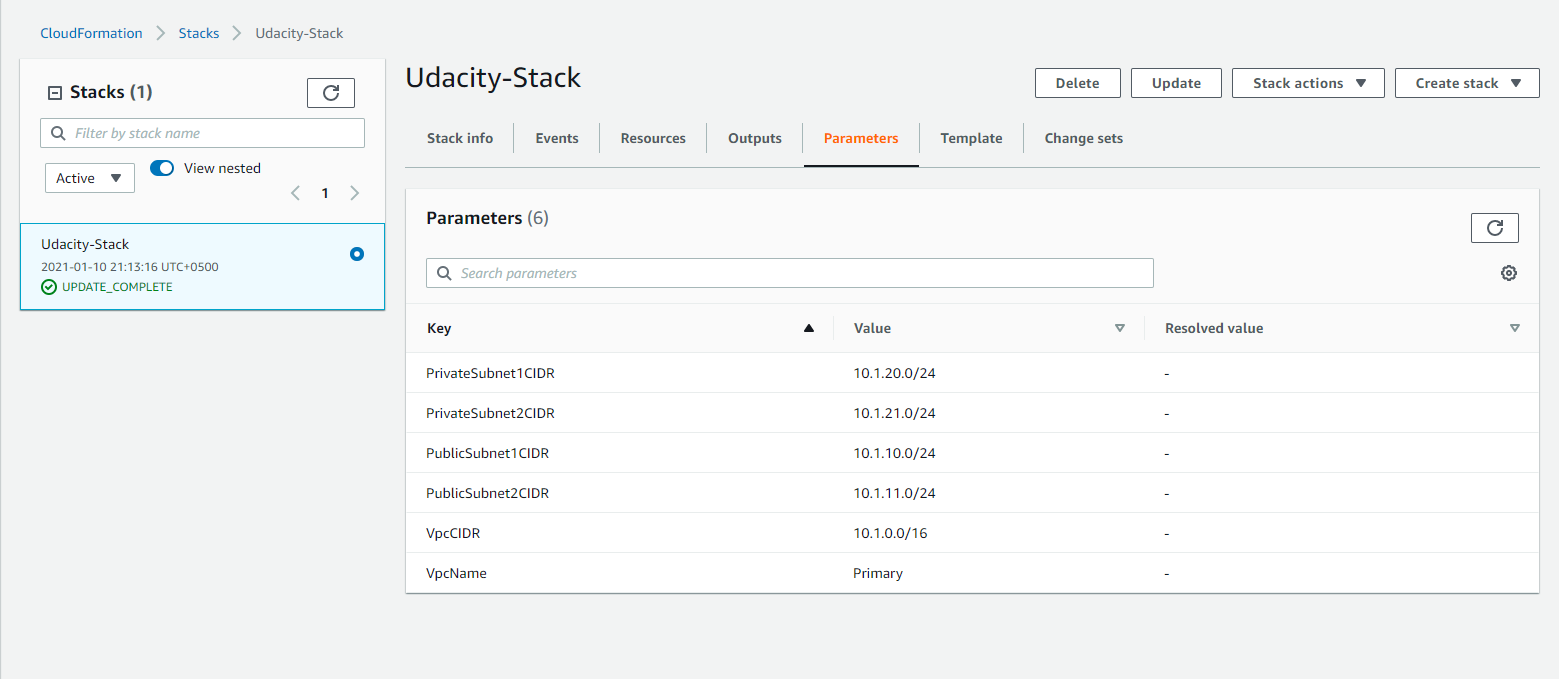 CloudFormation > Stacks > Udacity-Stack
Stacks (1)
Filter by stack name
Active
View nested
1
Udacity-Stack
2021-01-10 21:13:16 UTC+0500
UPDATE_COMPLETE
Udacity-Stack
Delete Update Stack actions Create stack
Stack info Events Resources Outputs Parameters Template Change sets
Parameters (6)
Search parameters
Key Value Resolved value
PrivateSubnet1CIDR 10.1.20.0/24 -
PrivateSubnet2CIDR 10.1.21.0/24 -
PublicSubnet1CIDR 10.1.10.0/24 -
PublicSubnet2CIDR 10.1.11.0/24 -
VpcCIDR 10.1.0.0/16 -
VpcName Primary -